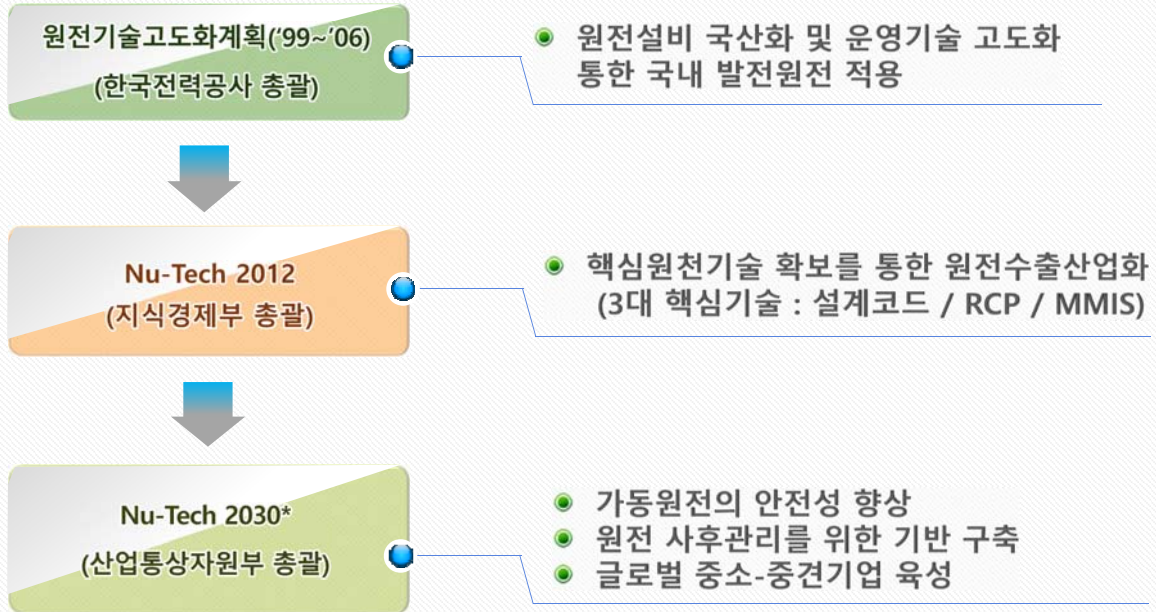 원전기술고도화계획('99~'06)
(한국전력공사 총괄)
원전설비 국산화 및 운영기술 고도화
통한 국내 발전원전 적용
Nu-Tech 2012
(지식경제부 총괄)
핵심원천기술 확보를 통한 원전수출산업화
(3대 핵심기술 : 설계코드 / RCP / MMIS)
Nu-Tech 2030*
(산업통상자원부 총괄)
가동원전의 안전성 향상
원전 사후관리를 위한 기반 구축
글로벌 중소-중견기업 육성